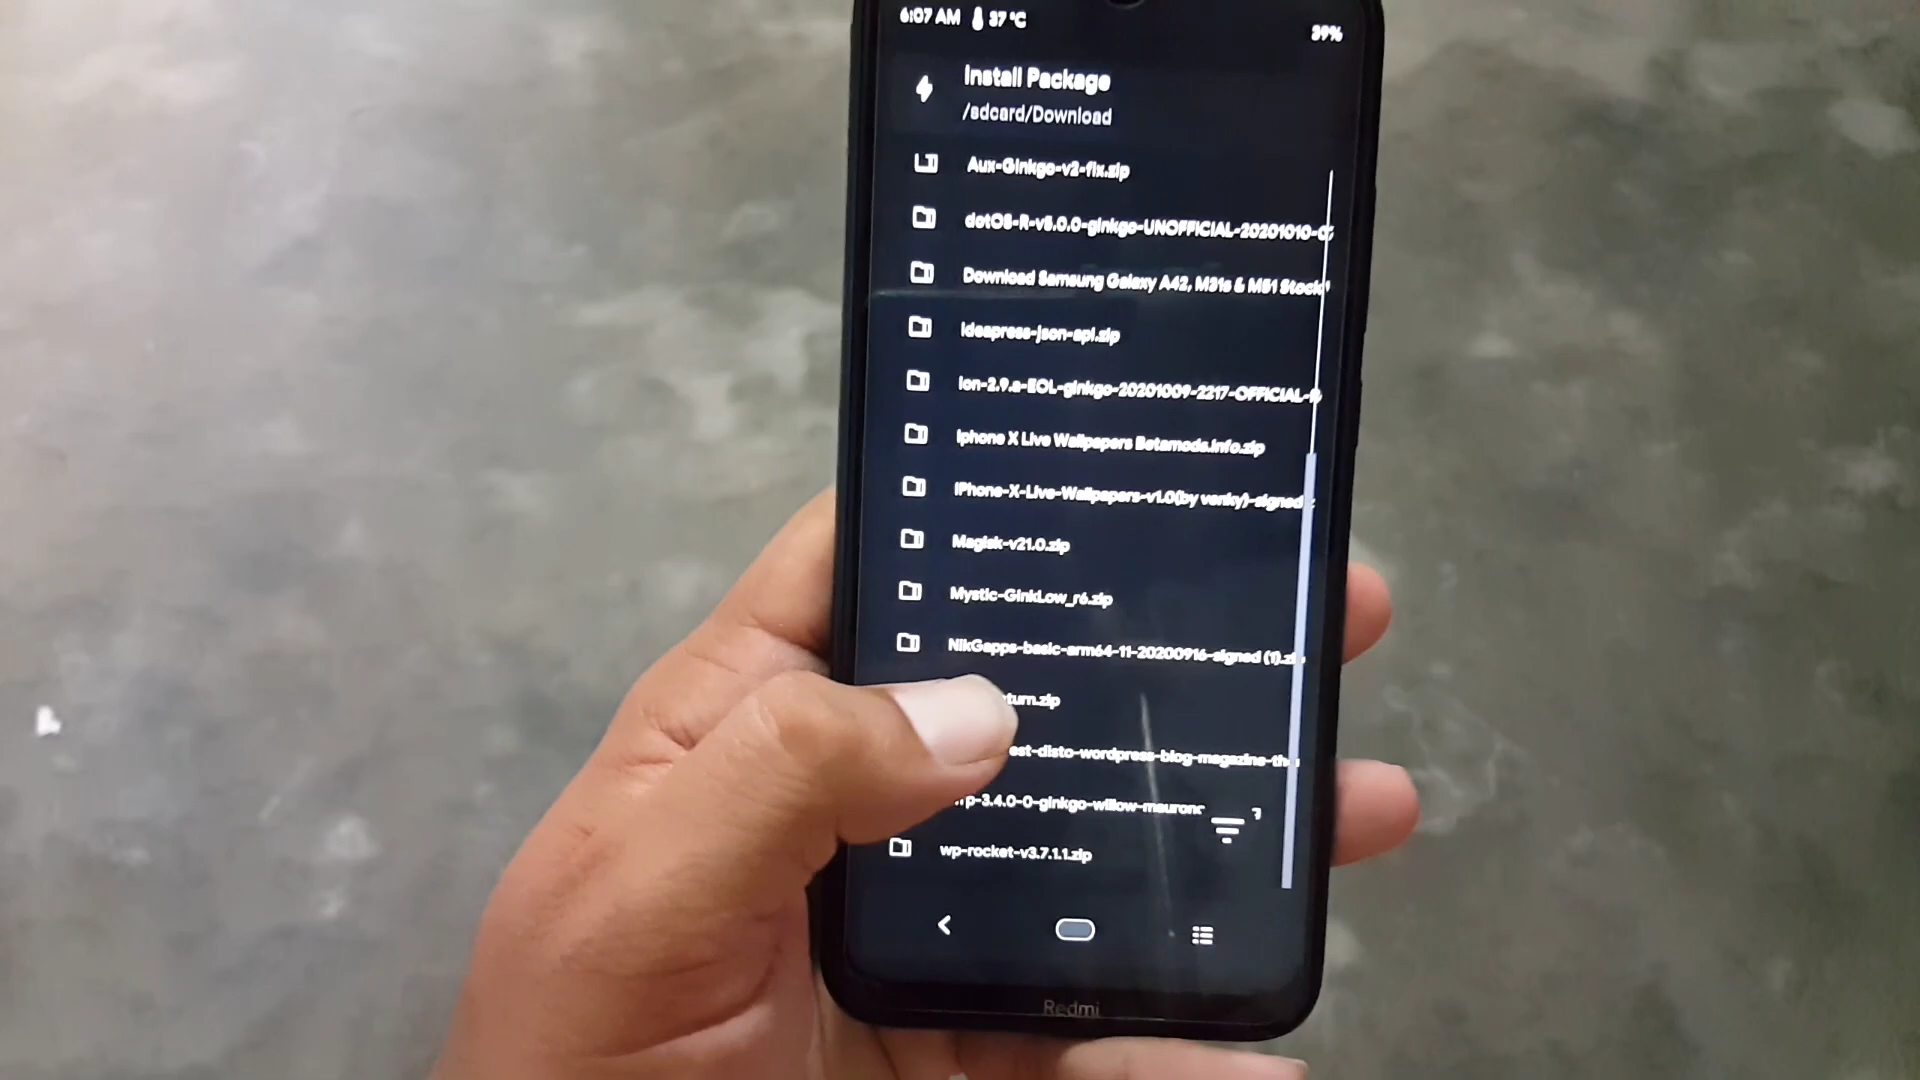 6:07 AM 37 °C
39%
Install Package
/sdcard/Download
Aux-Ginkgo-v2-fix.zip
dotOS-R-v5.0.0-ginkgo-UNOFFICIAL-20201010-0
Download Samsung Galaxy A42, M31s & M51 Stock
ideapress-json-api.zip
ion-2.9.a-EOL-ginkgo-20201009-2217-OFFICIAL-
Iphone X Live Wallpapers Betamods.info.zip
iPhone-X-Live-Wallpapers-v1.0(by venky)-signed
Magisk-v21.0.zip
Mystic-GinkLow_r6.zip
NikGapps-basic-arm64-11-20200916-signed (1).zi
turn.zip
est-disto-wordpress-blog-magazine-the
rp-3.4.0-0-ginkgo-willow-mauron
wp-rocket-v3.7.1.1.zip
Redmi